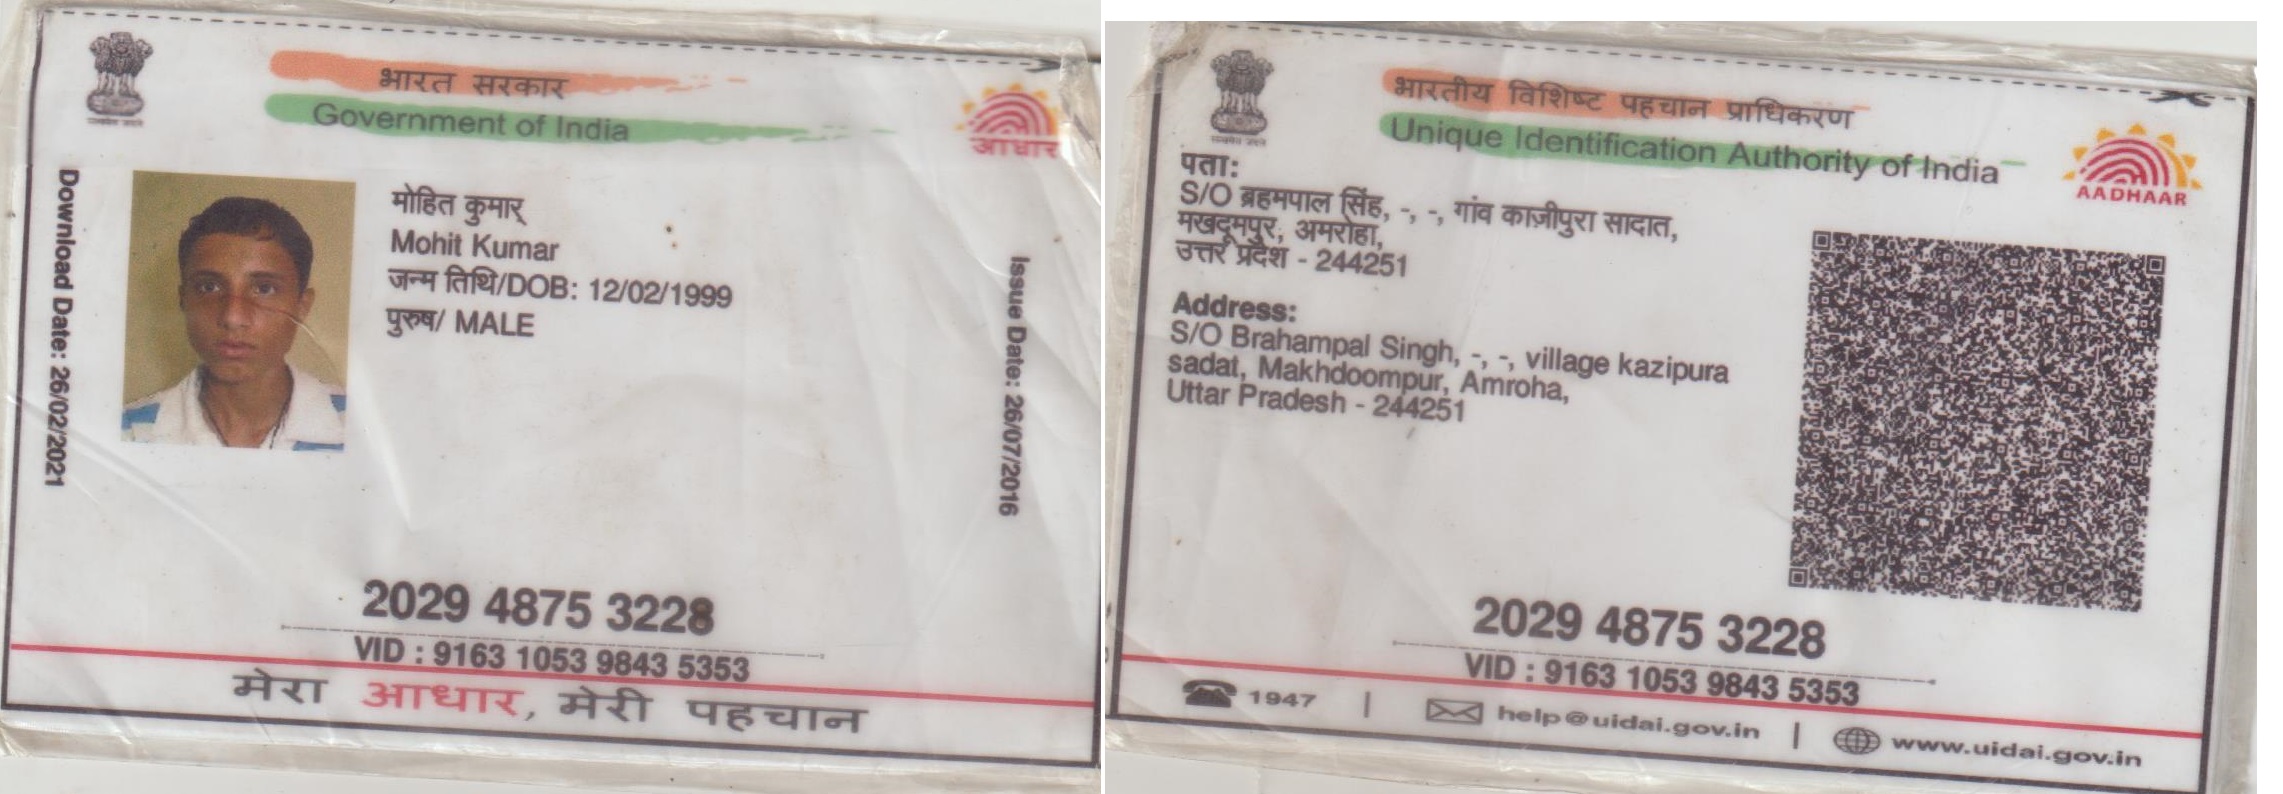 भारत सरकार
Government of India
आधार
Download Date: 26/02/2021
मोहित कुमार्
Mohit Kumar
जन्म तिथि/DOB: 12/02/1999
पुरुष/ MALE
Issue Date: 26/07/2016
2029 4875 3228
VID : 9163 1053 9843 5353
मेरा आधार, मेरी पहचान
भारतीय विशिष्ट पहचान प्राधिकरण
Unique Identification Authority of India
AADHAAR
पता:
S/O ब्रहमपाल सिंह, -, -, गांव काज़ीपुरा सादात,
मखदूमपुर, अमरोहा,
उत्तर प्रदेश - 244251
Address:
S/O Brahampal Singh, -, -, village kazipura
sadat, Makhdoompur, Amroha,
Uttar Pradesh - 244251
2029 4875 3228
VID : 9163 1053 9843 5353
1947 | help@uidai.gov.in | www.uidai.gov.in